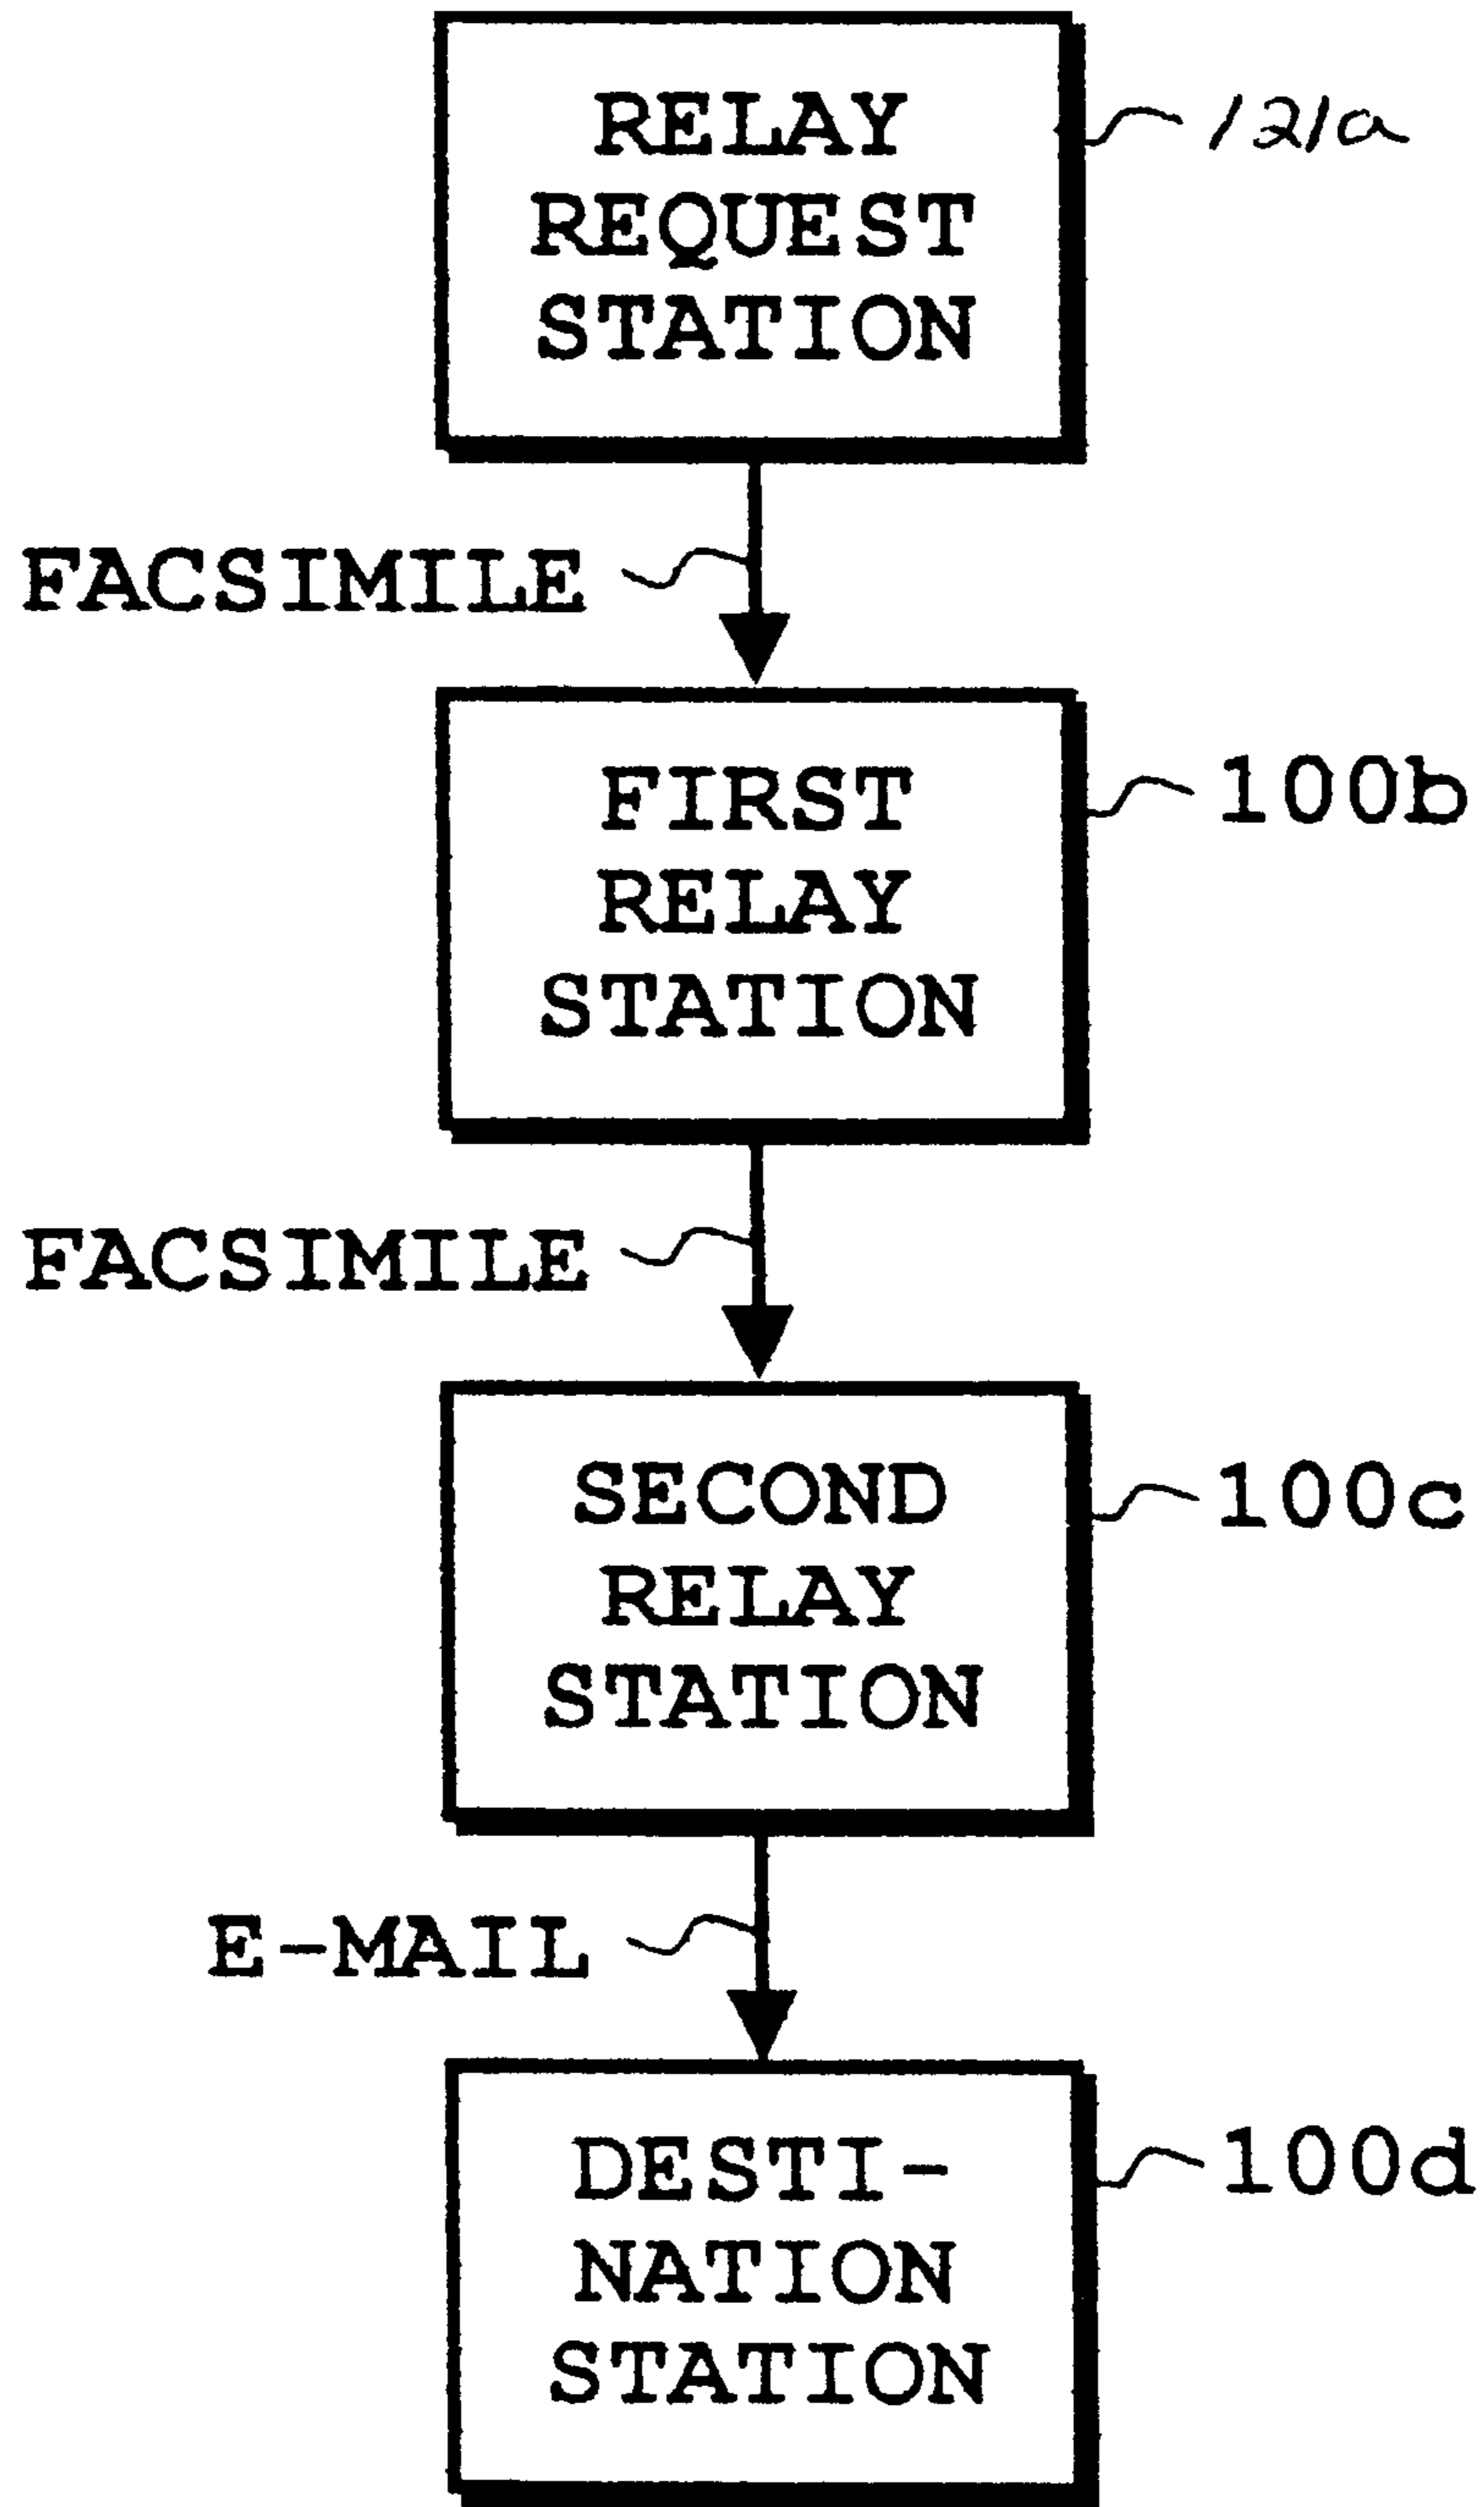 RELAY
REQUEST
STATION
121a
FACSIMILE
FIRST
RELAY
STATION
100b
FACSIMILE
SECOND
RELAY
STATION
100c
E-MAIL
DESTI-
NATION
STATION
100d